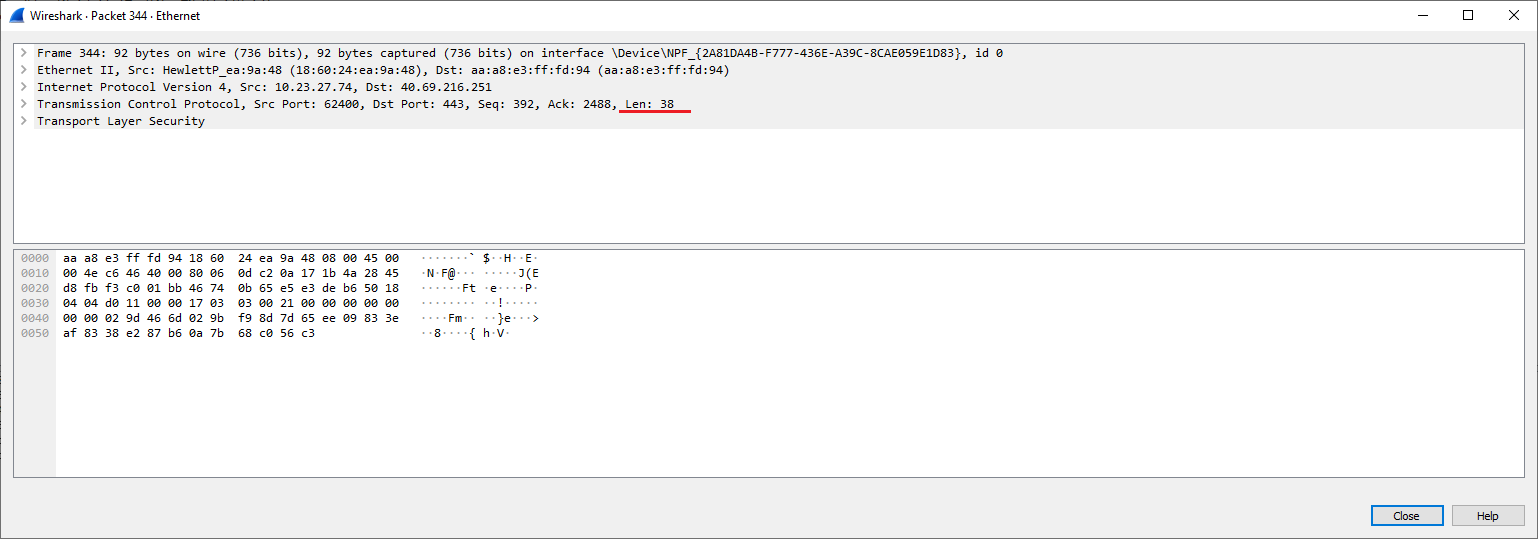 Wireshark · Packet 344 · Ethernet
Frame 344: 92 bytes on wire (736 bits), 92 bytes captured (736 bits) on interface \Device\NPF_{2A81DA4B-F777-436E-A39C-8CAE059E1D83}, id 0
Ethernet II, Src: HewlettP_ea:9a:48 (18:60:24:ea:9a:48), Dst: aa:a8:e3:ff:fd:94 (aa:a8:e3:ff:fd:94)
Internet Protocol Version 4, Src: 10.23.27.74, Dst: 40.69.216.251
Transmission Control Protocol, Src Port: 62400, Dst Port: 443, Seq: 392, Ack: 2488, Len: 38
Transport Layer Security
0000 aa a8 e3 ff fd 94 18 60 24 ea 9a 48 08 00 45 00 ·······` $··H··E·
0010 00 4e c6 46 40 00 80 06 0d c2 0a 17 1b 4a 28 45 ·N·F@··· ·····J(E
0020 d8 fb f3 c0 01 bb 46 74 0b 65 e5 e3 de b6 50 18 ······Ft ·e····P·
0030 04 04 d0 11 00 00 17 03 03 00 21 00 00 00 00 00 ········ ··!·····
0040 00 00 02 9d 46 6d 02 9b f9 8d 7d 65 ee 09 83 3e ····Fm·· ··}e···>
0050 af 83 38 e2 87 b6 0a 7b 68 c0 56 c3 ··8····{ h·V·
Close Help